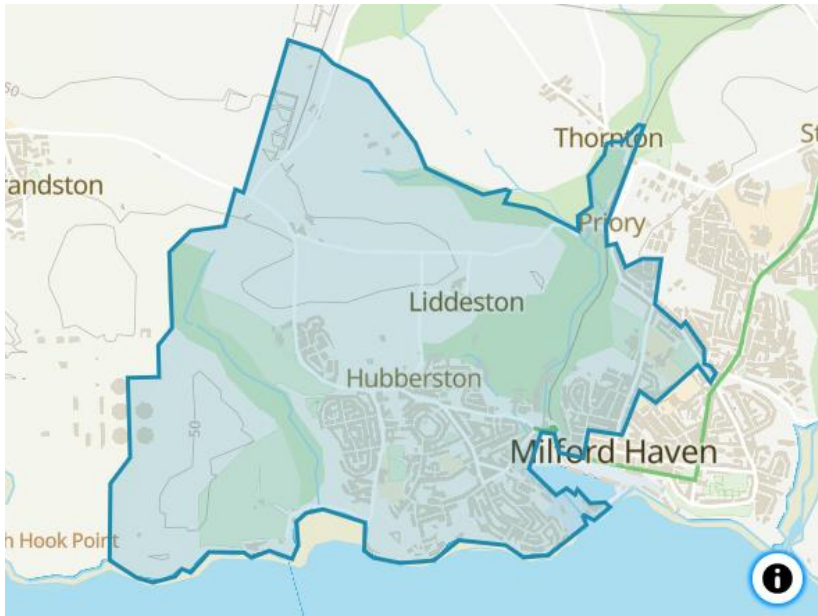 50
Thornton
St
randston
Priory
Liddeston
Hubberston
50
Milford Haven
h Hook Point
i